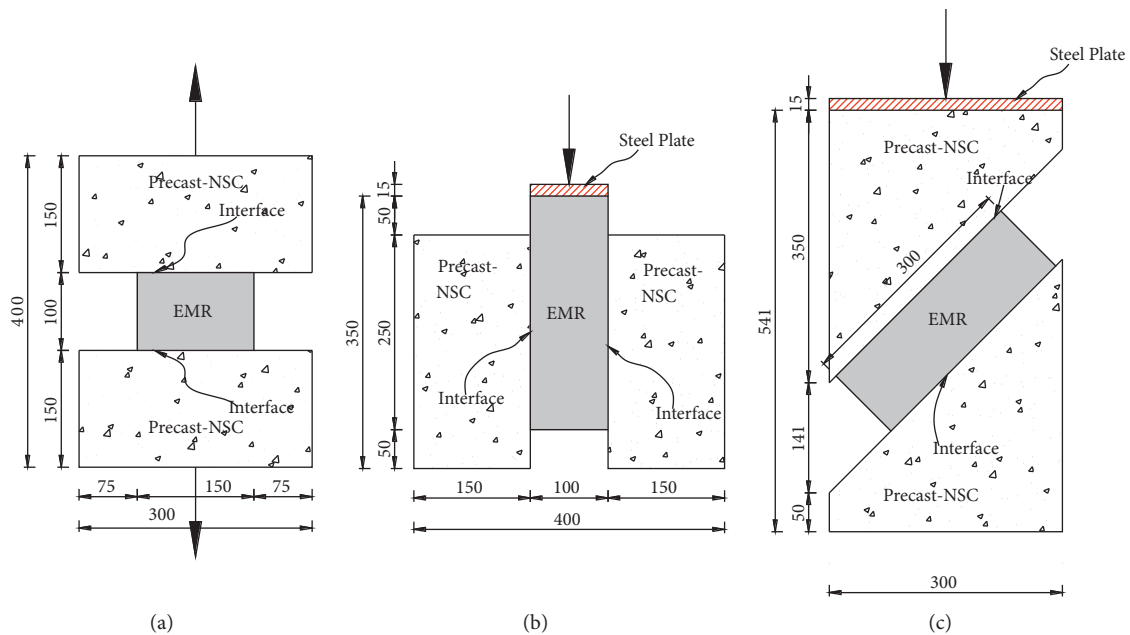 Precast-NSC
Interface
EMR
Interface
Precast-NSC
150
100
150
400
75
150
75
300
(a)
Steel Plate
Precast-
NSC
Precast-
NSC
EMR
Interface
Interface
15
50
250
50
350
150
100
150
400
(b)
Steel Plate
Precast-NSC
Interface
300
EMR
Interface
Precast-NSC
15
350
141
50
541
300
(c)